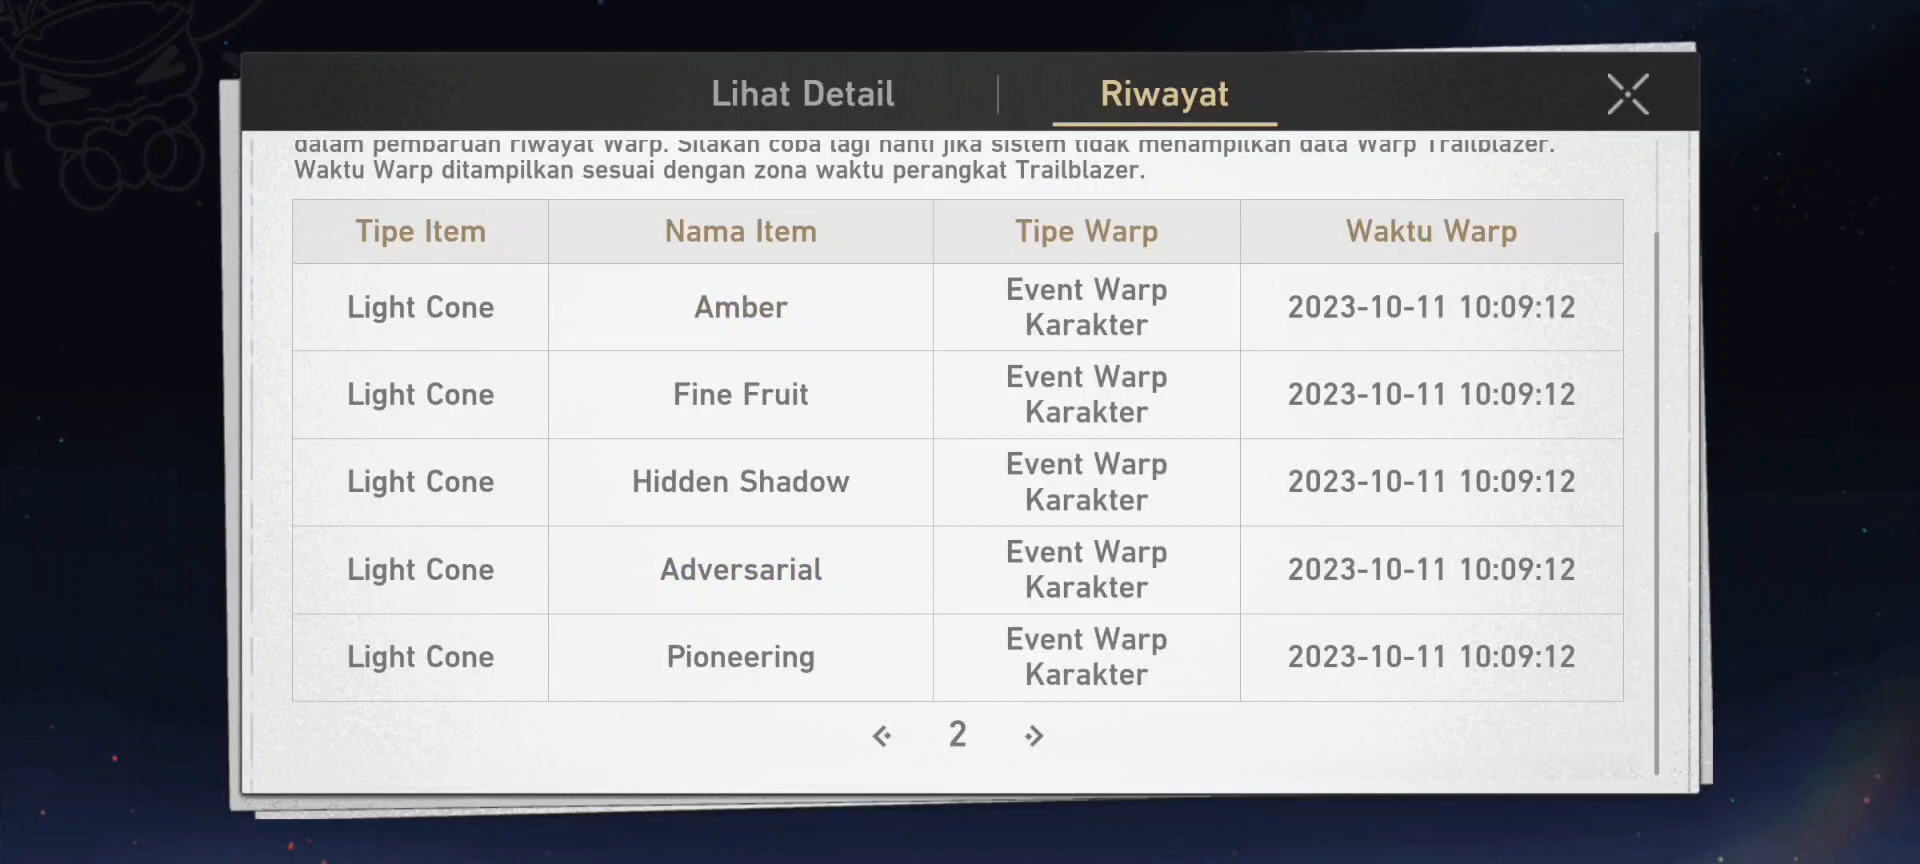 Lihat Detail
Riwayat
dalam pembaruan riwayat Warp. Silakan coba lagi nanti jika sistem tidak menampilkan data Warp Trailblazer.
Waktu Warp ditampilkan sesuai dengan zona waktu perangkat Trailblazer.
Tipe Item Nama Item Tipe Warp Waktu Warp
Light Cone Amber Event Warp Karakter 2023-10-11 10:09:12
Light Cone Fine Fruit Event Warp Karakter 2023-10-11 10:09:12
Light Cone Hidden Shadow Event Warp Karakter 2023-10-11 10:09:12
Light Cone Adversarial Event Warp Karakter 2023-10-11 10:09:12
Light Cone Pioneering Event Warp Karakter 2023-10-11 10:09:12
2